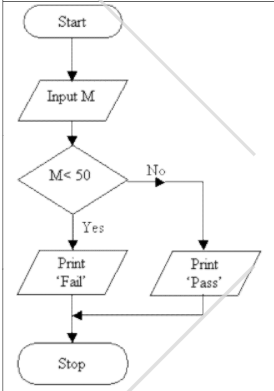 Start
Input M
M< 50
No
Yes
Print
‘Fail’
Print
‘Pass’
Stop